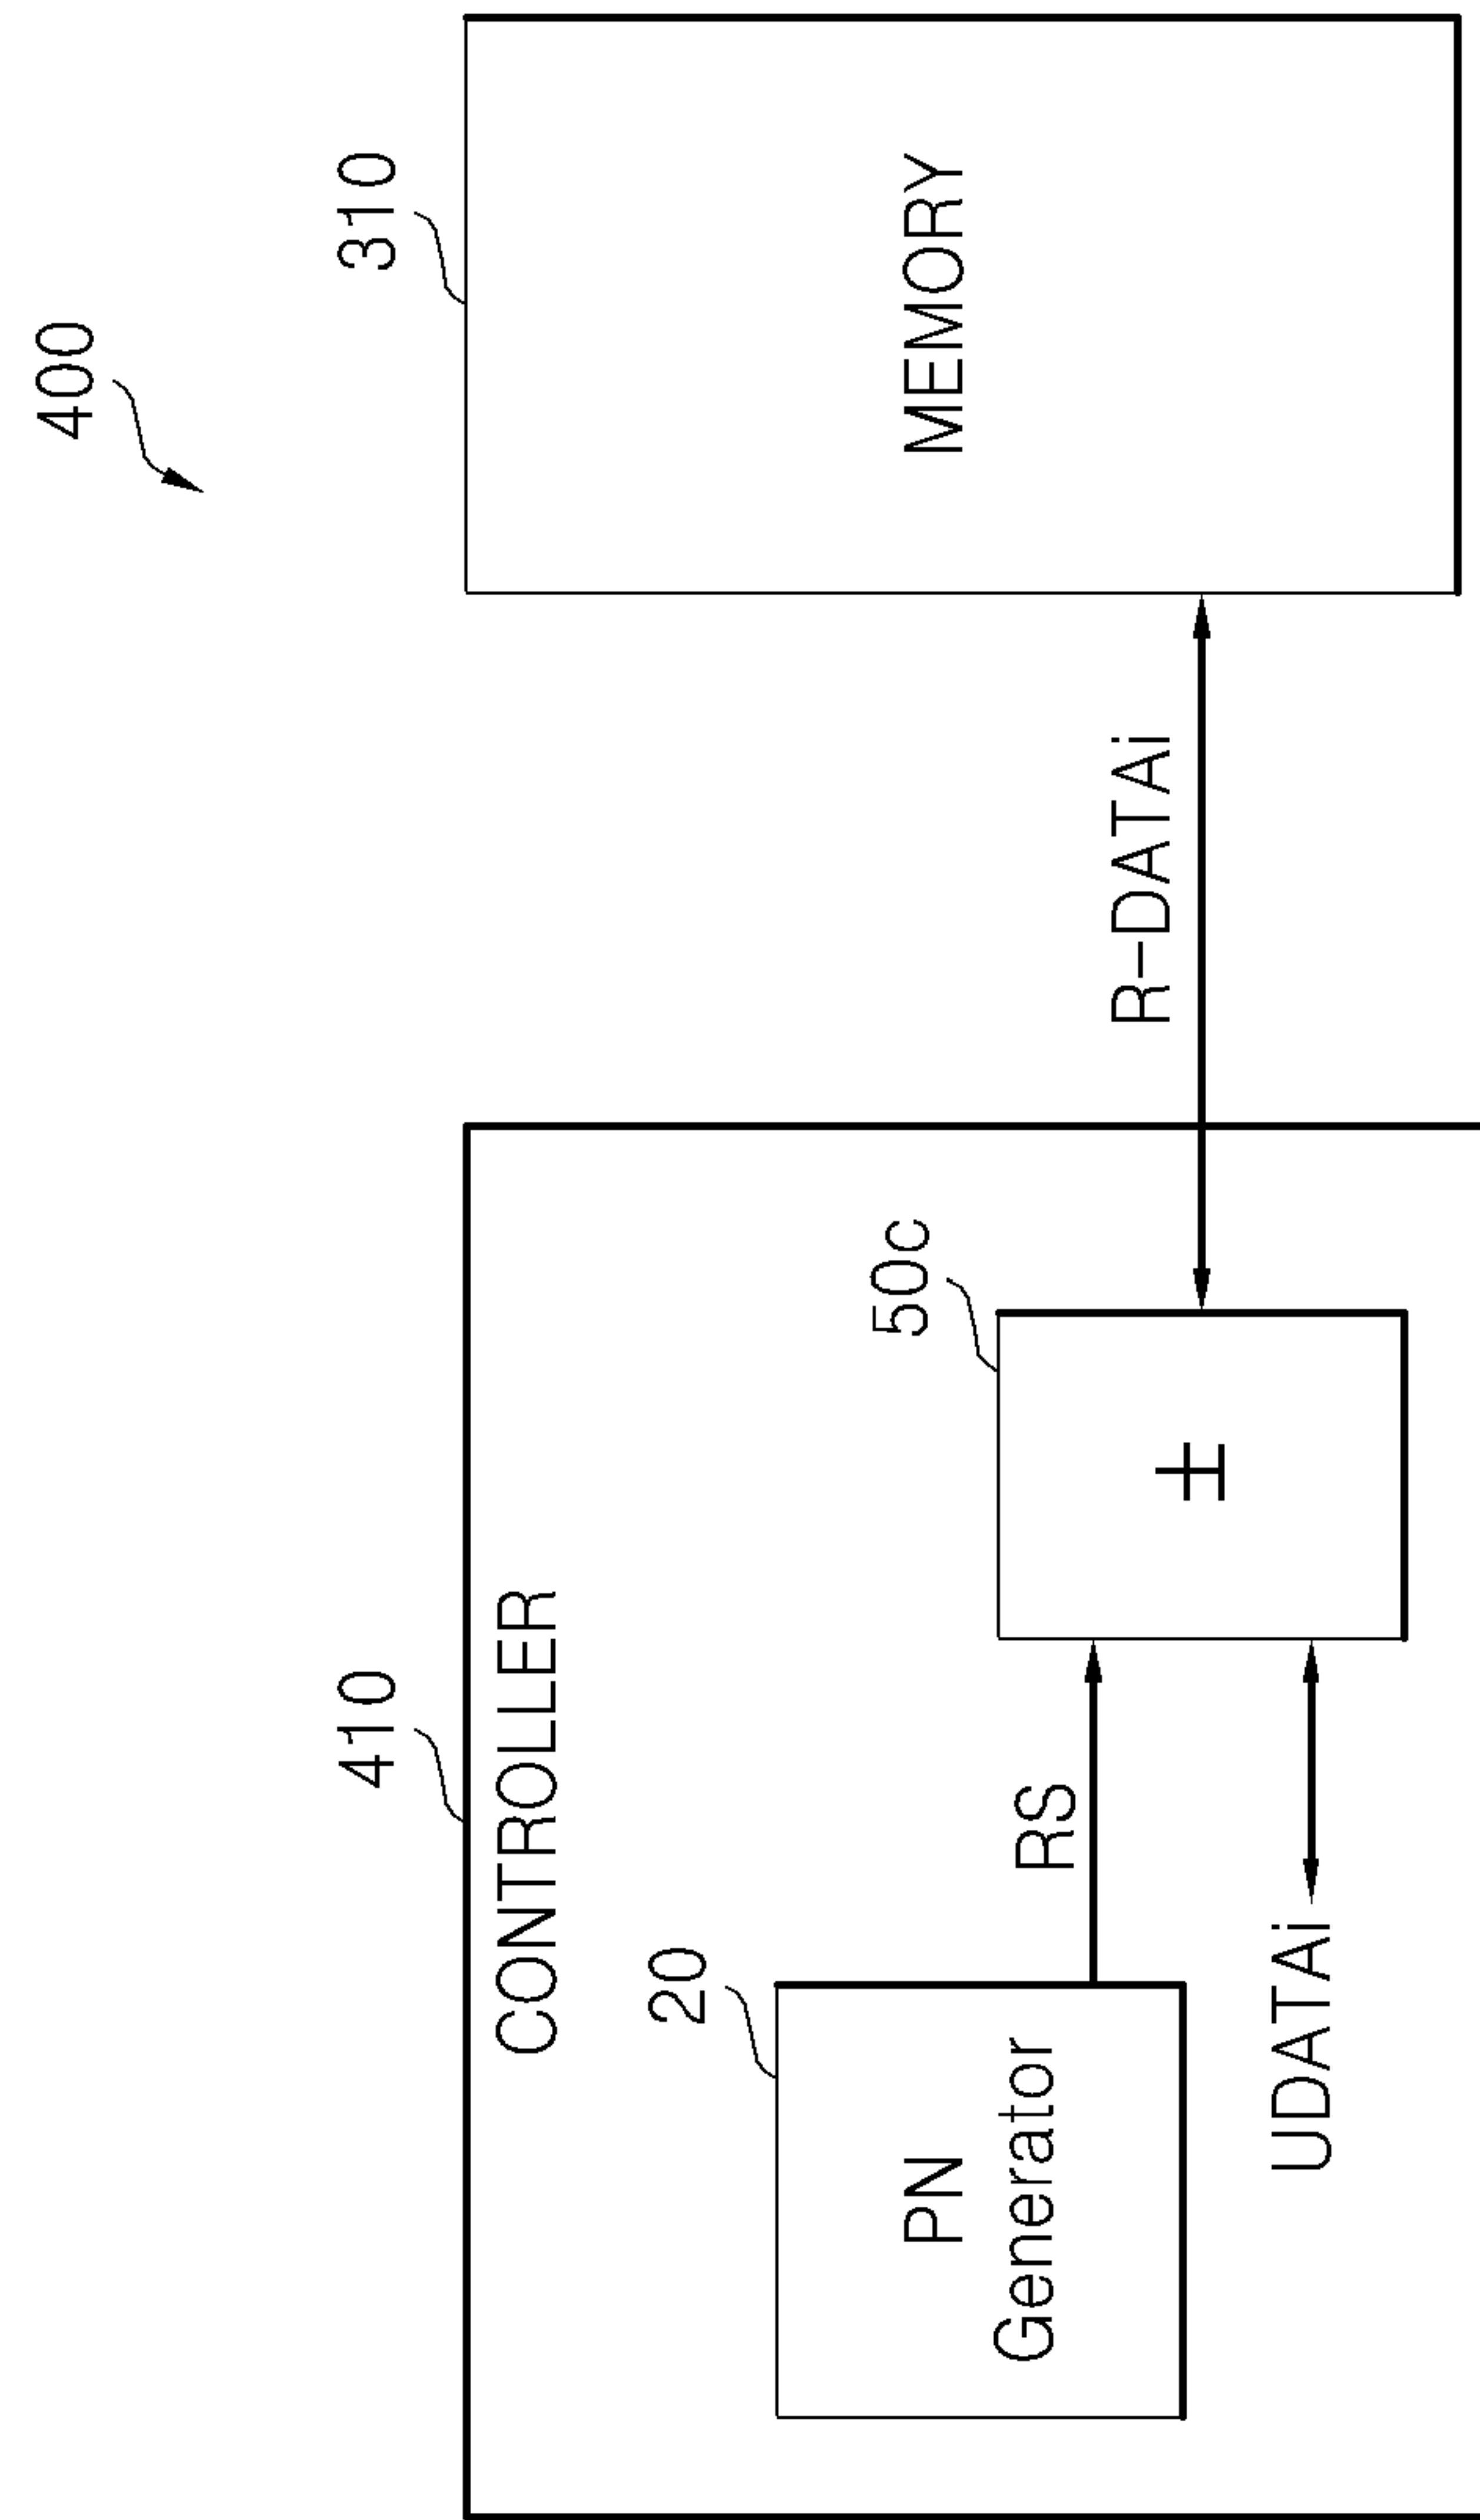 400
410
310
CONTROLLER
20
50c
PN
Generator
RS
±
R-DATAi
UDATAi
MEMORY